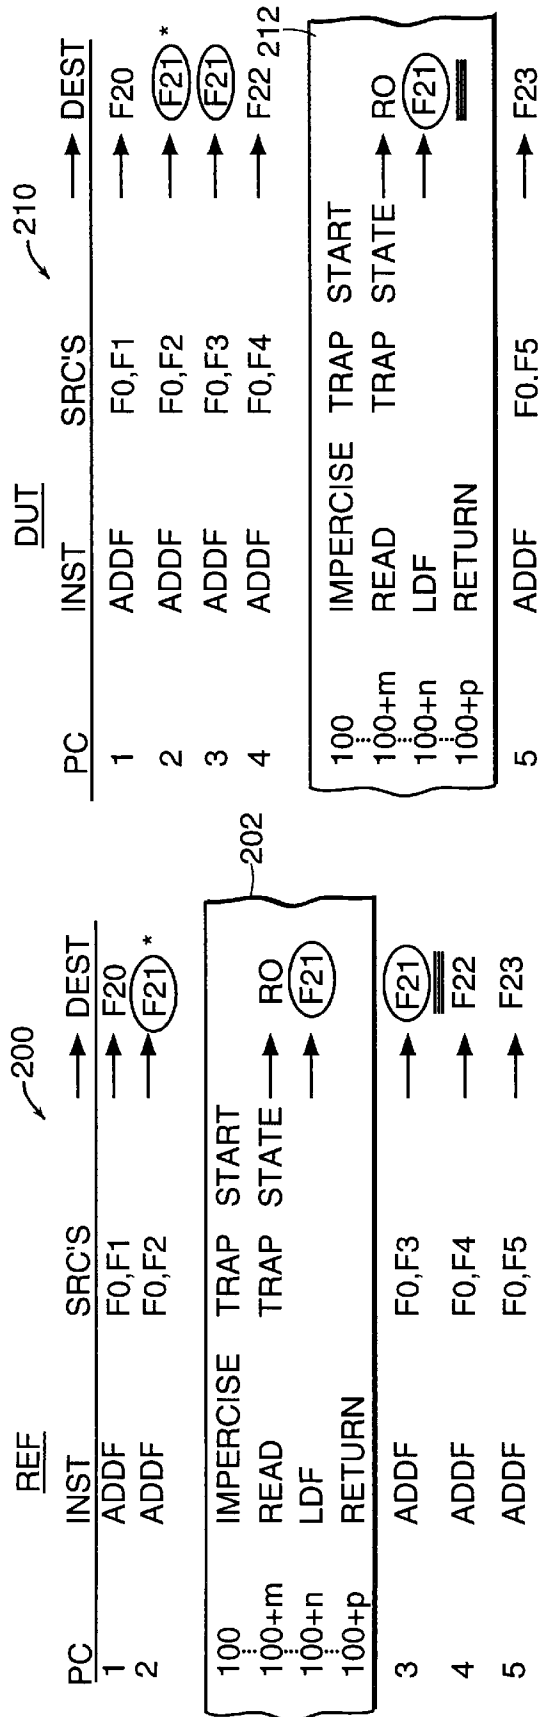 REF
200
PC INST SRC'S → DEST
1 ADDF F0,F1 → F20
2 ADDF F0,F2 → F21 *
202
100 IMPERCISE TRAP START
100+m READ TRAP STATE → RO
100+n LDF → F21
100+p RETURN
3 ADDF F0,F3 → F21
4 ADDF F0,F4 → F22
5 ADDF F0,F5 → F23
DUT
210
PC INST SRC'S → DEST
1 ADDF F0,F1 → F20
2 ADDF F0,F2 → F21 *
3 ADDF F0,F3 → F21
4 ADDF F0,F4 → F22
212
100 IMPERCISE TRAP START
100+m READ TRAP STATE → RO
100+n LDF → F21
100+p RETURN
5 ADDF F0.F5 → F23